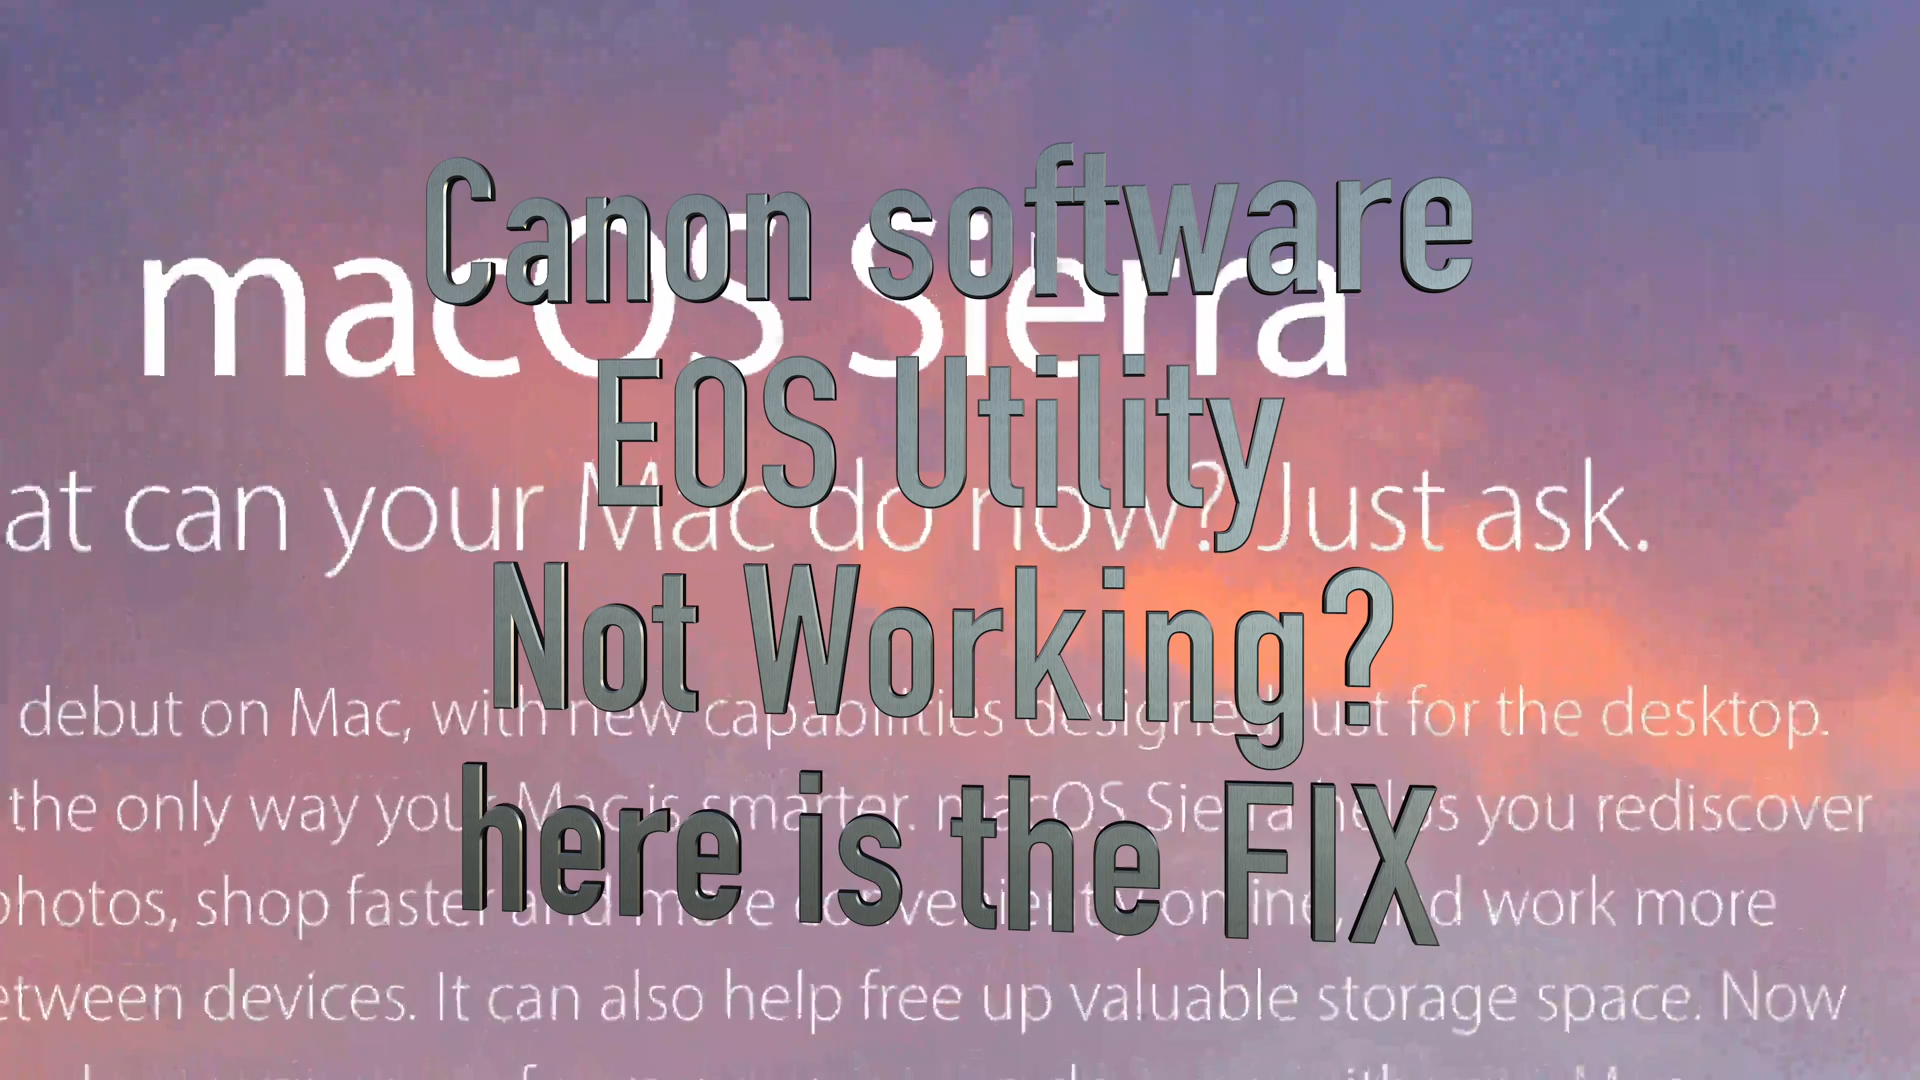 Canon software
EOS Utility
Not Working?
here is the FIX
macOS Sierra
at can your Mac do now? Just ask.
debut on Mac, with new capabilities designed just for the desktop.
the only way your Mac is smarter. macOS Sierra helps you rediscover
photos, shop faster and more conveniently online, and work more
etween devices. It can also help free up valuable storage space. Now